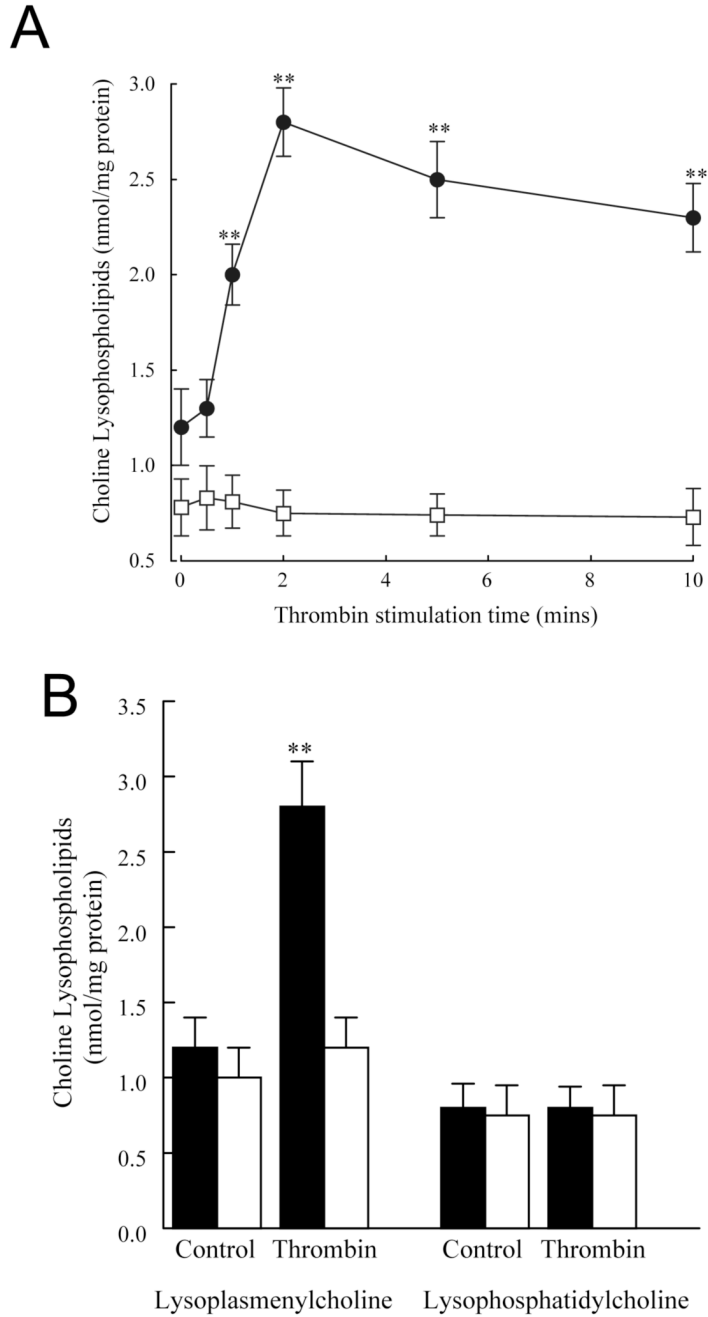 A
Choline Lysophospholipids (nmol/mg protein)
3.0
2.5
2.0
1.5
1.0
0.5
**
**
**
**
0 2 4 6 8 10
Thrombin stimulation time (mins)
B
Choline Lysophospholipids
(nmol/mg protein)
3.5
3.0
2.5
2.0
1.5
1.0
0.5
0.0
**
Control Thrombin Control Thrombin
Lysoplasmenylcholine Lysophosphatidylcholine